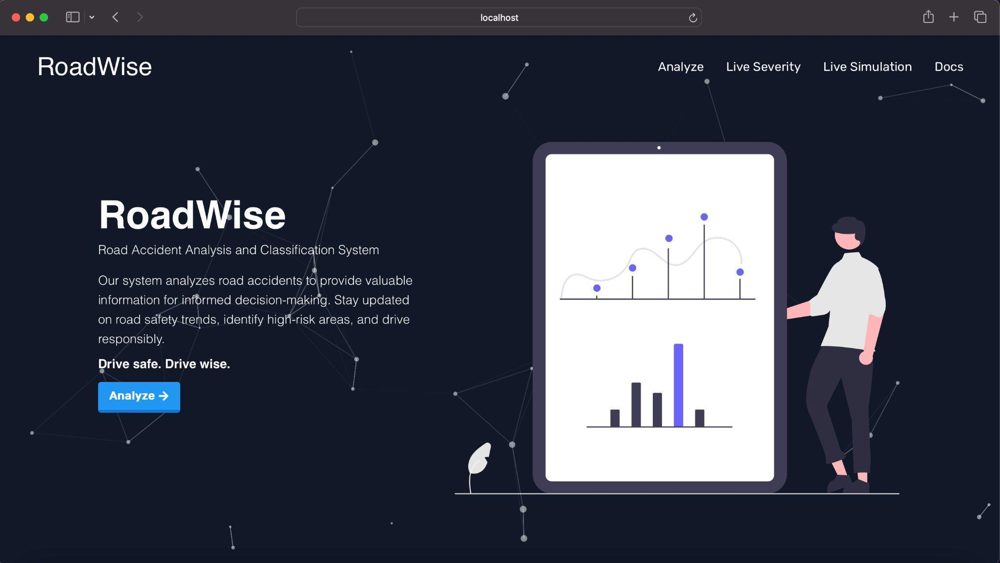 localhost
RoadWise
Analyze
Live Severity
Live Simulation
Docs
RoadWise
Road Accident Analysis and Classification System
Our system analyzes road accidents to provide valuable
information for informed decision-making. Stay updated
on road safety trends, identify high-risk areas, and drive
responsibly.
Drive safe. Drive wise.
Analyze →